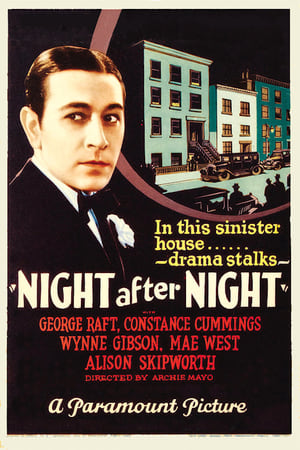 In this sinister
house......
~drama stalks~
"NIGHT after NIGHT"
WITH
GEORGE RAFT, CONSTANCE CUMMINGS,
WYNNE GIBSON, MAE WEST,
ALISON SKIPWORTH
DIRECTED BY ARCHIE MAYO
A Paramount Picture